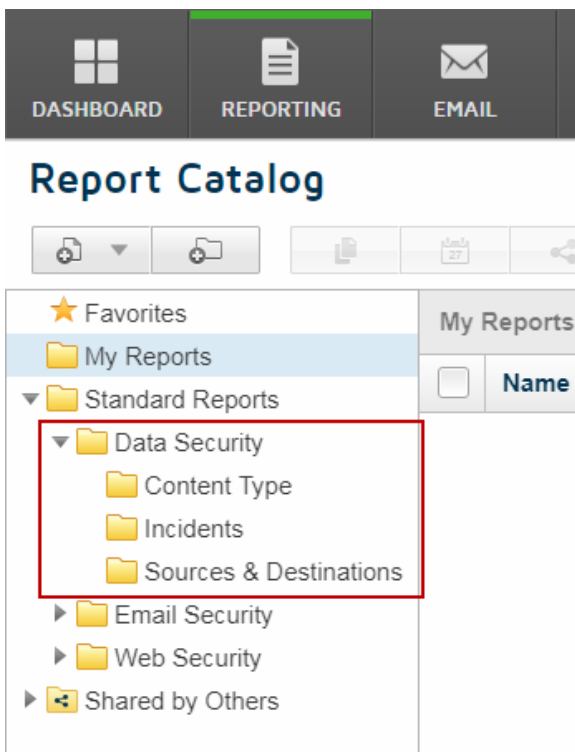 DASHBOARD REPORTING EMAIL
Report Catalog
27
Favorites
My Reports
Standard Reports
Data Security
Content Type
Incidents
Sources & Destinations
Email Security
Web Security
Shared by Others
My Reports
Name